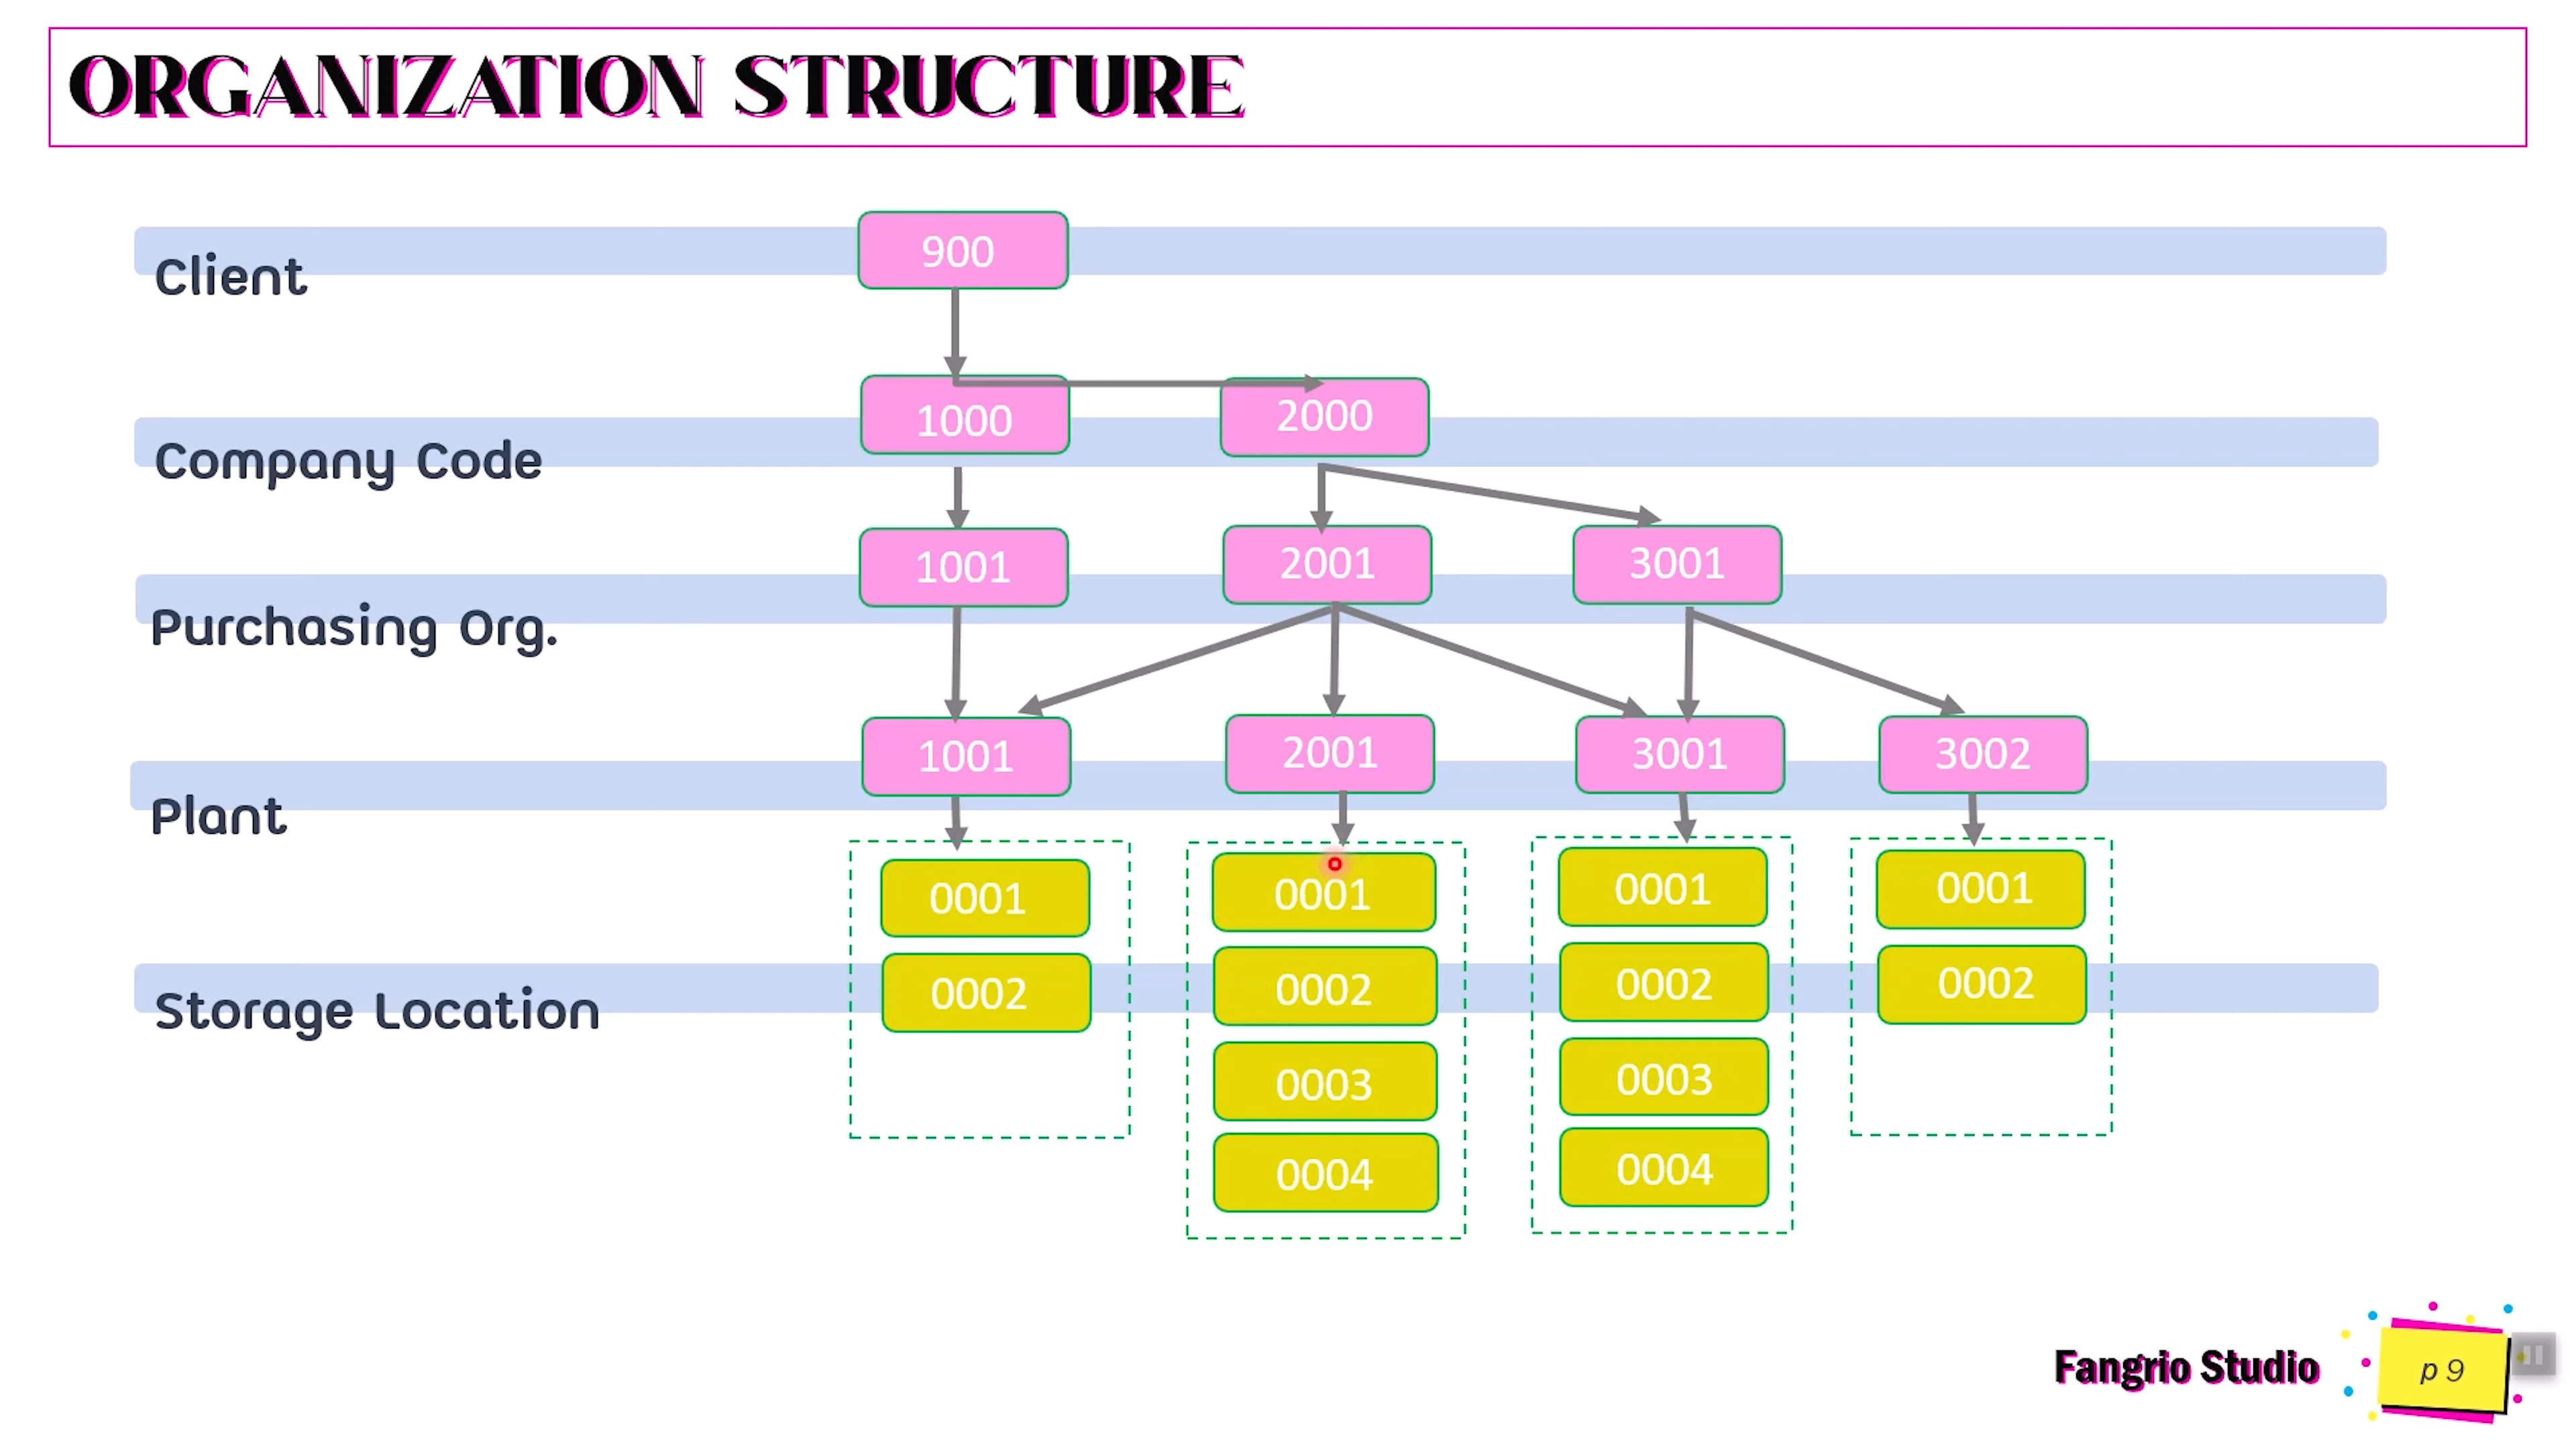 ORGANIZATION STRUCTURE
Client
900
Company Code
1000
2000
Purchasing Org.
1001
2001
3001
Plant
1001
2001
3001
3002
Storage Location
0001
0002
0001
0002
0003
0004
0001
0002
0003
0004
0001
0002
Fangrio Studio
p 9